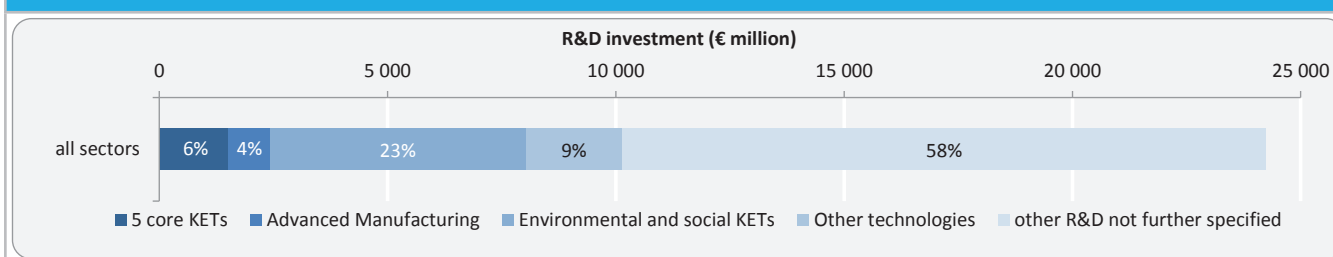 R&D investment (€ million)
0 5 000 10 000 15 000 20 000 25 000
all sectors 6% 4% 23% 9% 58%
5 core KETs Advanced Manufacturing Environmental and social KETs Other technologies other R&D not further specified